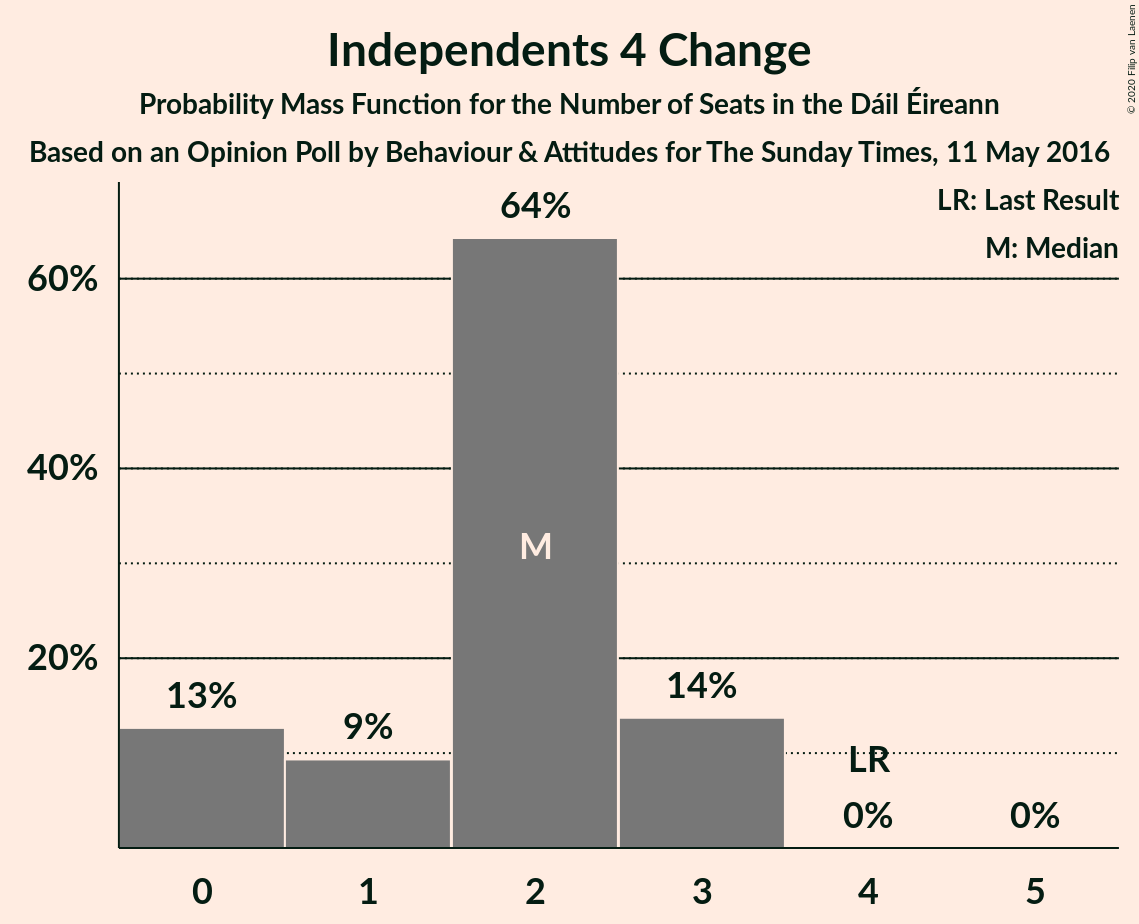 Independents 4 Change
Probability Mass Function for the Number of Seats in the Dáil Éireann
Based on an Opinion Poll by Behaviour & Attitudes for The Sunday Times, 11 May 2016
© 2020 Filip van Laenen
LR: Last Result
M: Median
64%
60%
40%
M
20%
13%
9%
14%
LR
0%
0%
0 1 2 3 4 5